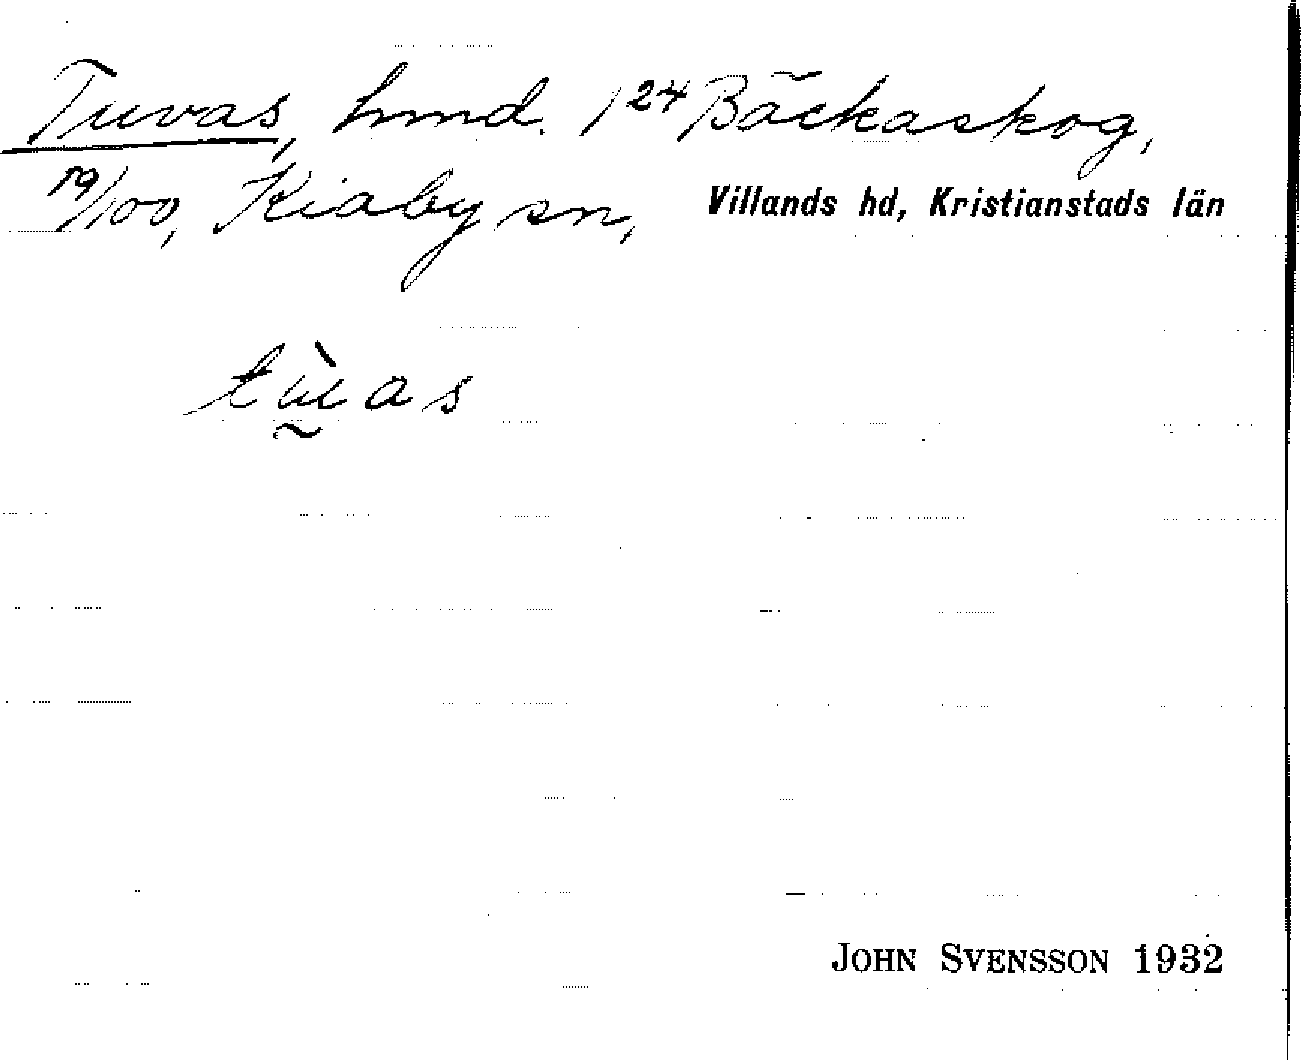 Tuvas, hmd. 1²⁴ Bäckaskog,
19/100, Kiaby sn, Villands hd, Kristianstads län
JOHN SVENSSON 1932